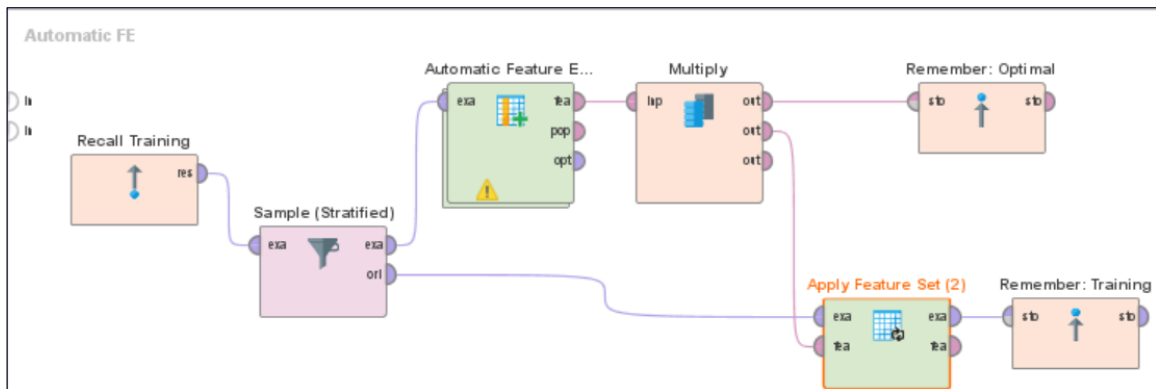 Automatic FE
Automatic Feature E...
Multiply
Remember: Optimal
exa
fea
pop
opt
inp
out
out
out
sto
sto
Recall Training
res
Sample (Stratified)
exa
exa
ori
Apply Feature Set (2)
exa
exa
fea
fea
Remember: Training
sto
sto